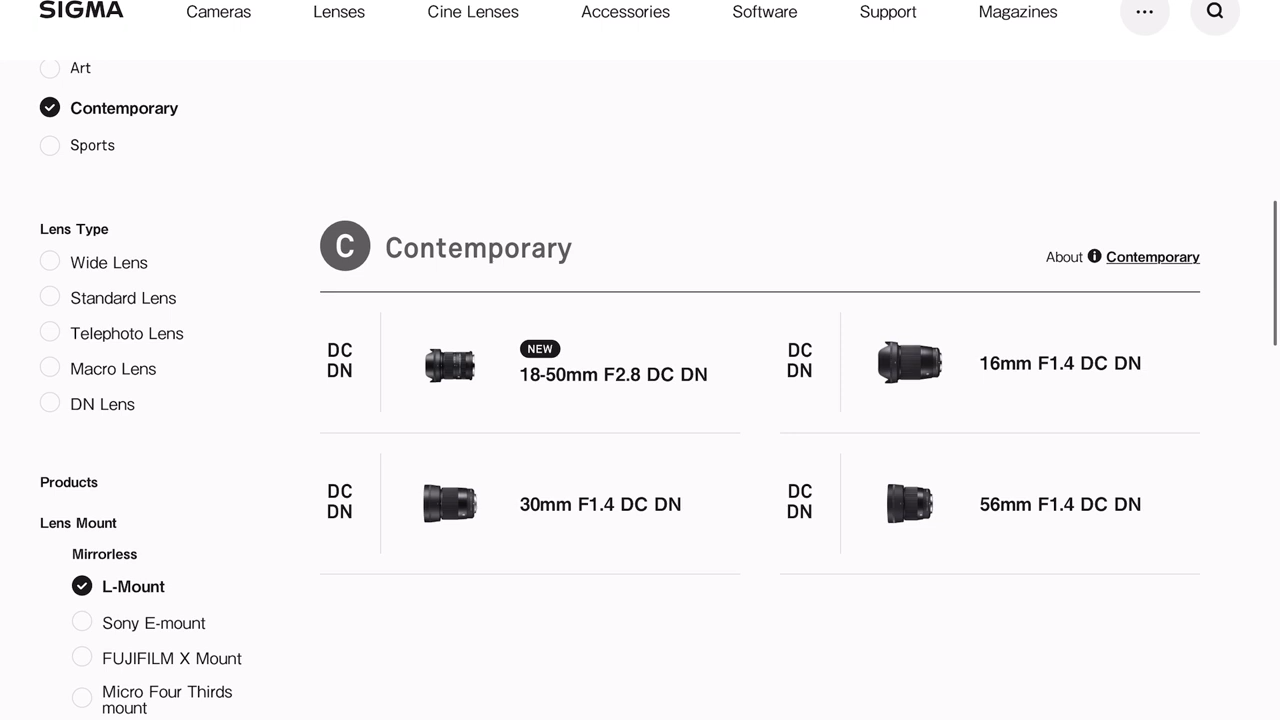 SIGMA
Cameras
Lenses
Cine Lenses
Accessories
Software
Support
Magazines
Art
Contemporary
Sports
Lens Type
Wide Lens
Standard Lens
Telephoto Lens
Macro Lens
DN Lens
Products
Lens Mount
Mirrorless
L-Mount
Sony E-mount
FUJIFILM X Mount
Micro Four Thirds
mount
C Contemporary
About Contemporary
DC
DN
NEW
18-50mm F2.8 DC DN
DC
DN
16mm F1.4 DC DN
DC
DN
30mm F1.4 DC DN
DC
DN
56mm F1.4 DC DN